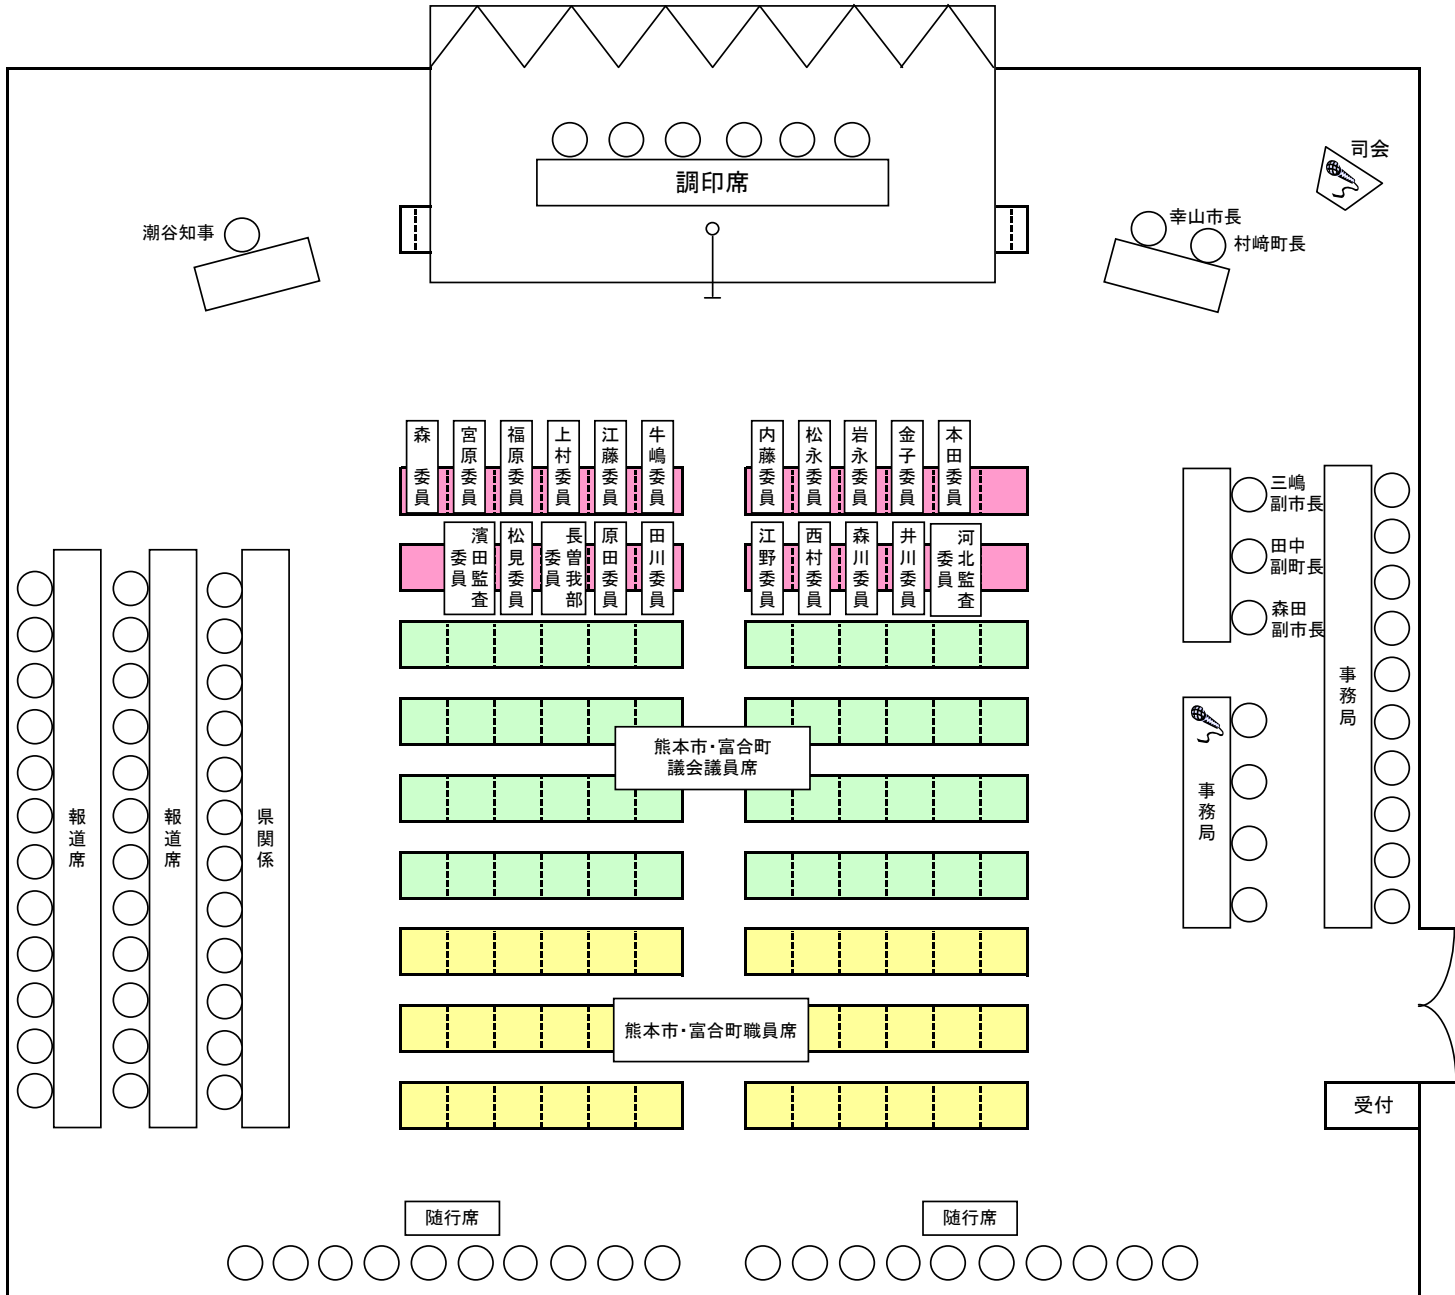 調印席
司会
潮谷知事
幸山市長
村﨑町長
森　委員
宮原委員
福原委員
上村委員
江藤委員
牛嶋委員
内藤委員
松永委員
岩永委員
金子委員
本田委員
濱田監査
委員
松見委員
長曽我部
委員
原田委員
田川委員
江野委員
西村委員
森川委員
井川委員
河北監査
委員
三嶋
副市長
田中
副町長
森田
副市長
事務局
事務局
熊本市・富合町
議会議員席
報道席
報道席
県関係
熊本市・富合町職員席
受付
随行席
随行席